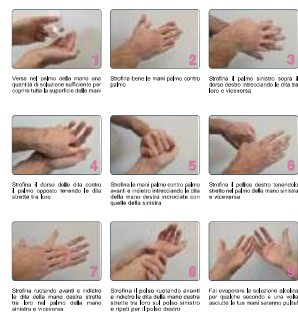 1
Versa nel palmo della mano una
quantità di soluzione sufficiente per
coprire tutta la superficie delle mani
2
Strofina bene le mani palmo contro
palmo
3
Strofina il palmo sinistro sopra il
dorso destro intrecciando le dita tra
loro e viceversa
4
Strofina il dorso delle dita contro
il palmo opposto tenendo le dita
strette tra loro
5
Strofina le mani palmo contro palmo
avanti e indietro intrecciando le dita
della mano destra incrociate con
quelle della sinistra
6
Strofina il pollice destro tenendolo
stretto nel palmo della mano sinistra
e viceversa
7
Strofina ruotando avanti e indietro
le dita della mano destra strette
tra loro nel palmo della mano
sinistra e viceversa
8
Strofina il polso ruotando avanti
e indietro le dita della mano destra
strette tra loro sul polso sinistro
e ripeti per il polso destro
9
Fai evaporare la soluzione alcolica
per qualche secondo e una volta
asciutte le tue mani saranno pulite!